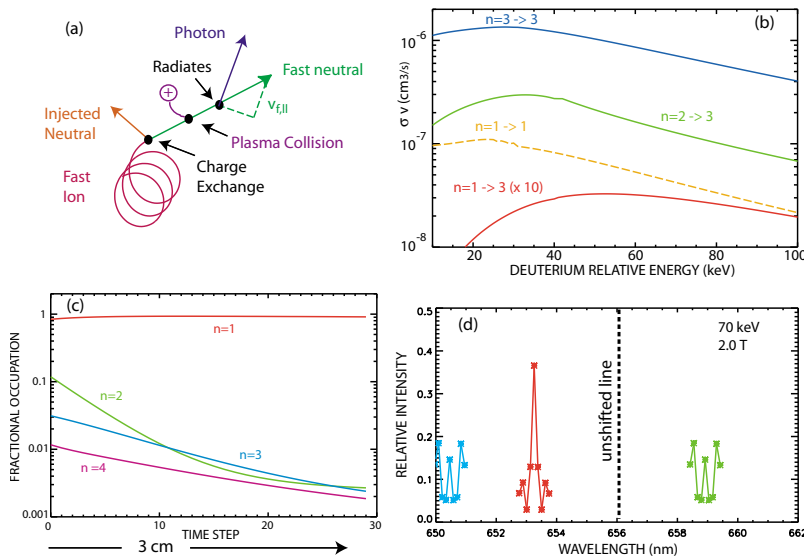 (a)
Photon
Radiates
Fast neutral
+
v f,II
Injected
Neutral
Plasma Collision
Charge
Exchange
Fast
Ion
(b)
n=3 -> 3
n=2 -> 3
n=1 -> 1
n=1 -> 3 (x 10)
σ v (cm3/s)
10-6
10-7
10-8
20 40 60 80 100
DEUTERIUM RELATIVE ENERGY (keV)
(c)
n=1
n=2
n=3
n=4
FRACTIONAL OCCUPATION
1
0.1
0.01
0.001
0 10 20 30
TIME STEP
3 cm
(d)
70 keV
2.0 T
unshifted line
RELATIVE INTENSITY
0.5
0.4
0.3
0.2
0.1
0.0
650 652 654 656 658 660 662
WAVELENGTH (nm)